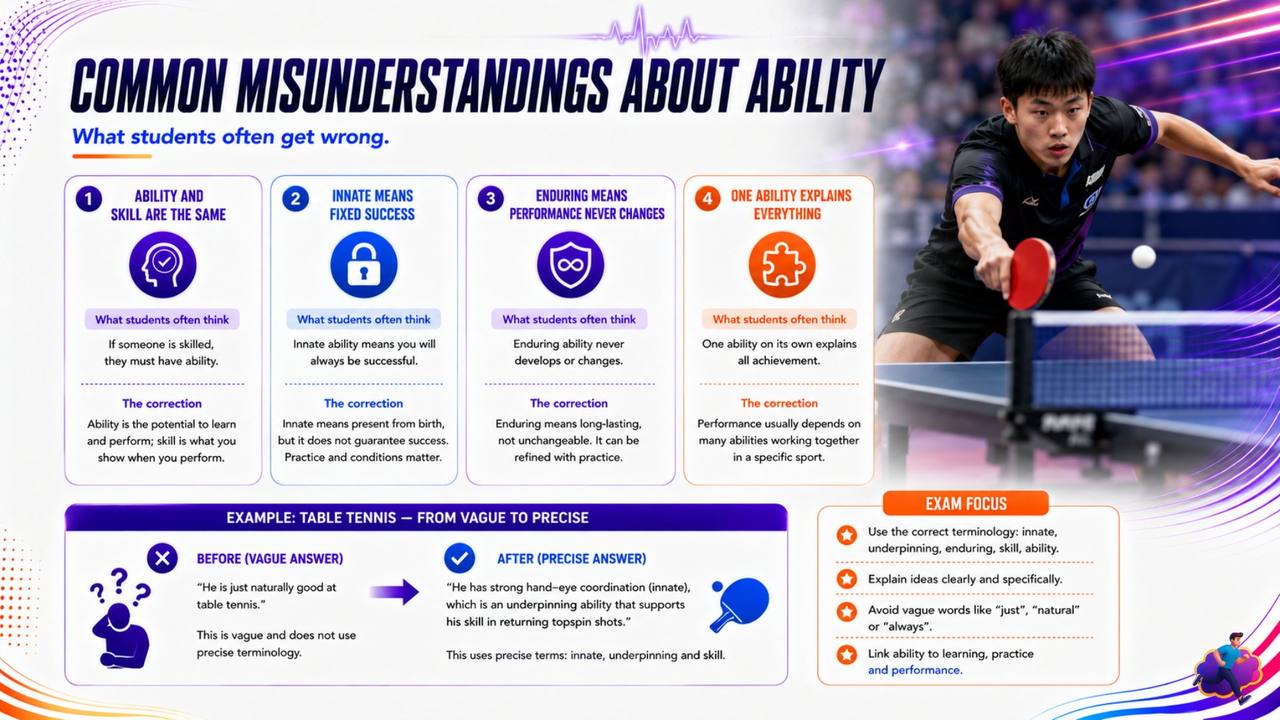 COMMON MISUNDERSTANDINGS ABOUT ABILITY
What students often get wrong.
1
ABILITY AND
SKILL ARE THE SAME
What students often think
If someone is skilled,
they must have ability.
The correction
Ability is the potential to learn
and perform; skill is what you
show when you perform.
2
INNATE MEANS
FIXED SUCCESS
What students often think
Innate ability means you will
always be successful.
The correction
Innate means present from birth,
but it does not guarantee success.
Practice and conditions matter.
3
ENDURING MEANS
PERFORMANCE NEVER CHANGES
What students often think
Enduring ability never
develops or changes.
The correction
Enduring means long-lasting,
not unchangeable. It can be
refined with practice.
4
ONE ABILITY EXPLAINS
EVERYTHING
What students often think
One ability on its own explains
all achievement.
The correction
Performance usually depends on
many abilities working together
in a specific sport.
EXAMPLE: TABLE TENNIS — FROM VAGUE TO PRECISE
? ? ? ?
BEFORE (VAGUE ANSWER)
“He is just naturally good at
table tennis.”
This is vague and does not use
precise terminology.
AFTER (PRECISE ANSWER)
“He has strong hand–eye coordination (innate),
which is an underpinning ability that supports
his skill in returning topspin shots.”
This uses precise terms: innate, underpinning and skill.
EXAM FOCUS
Use the correct terminology: innate,
underpinning, enduring, skill, ability.
Explain ideas clearly and specifically.
Avoid vague words like “just”, “natural”
or “always”.
Link ability to learning, practice
and performance.